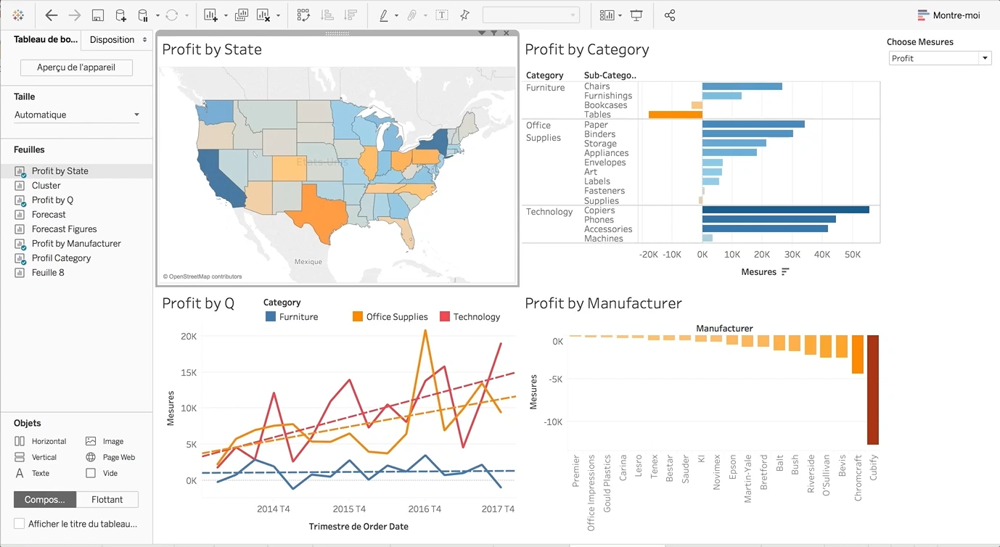 Montre-moi
Tableau de bo...
Disposition
Aperçu de l'appareil
Taille
Automatique
Feuilles
Profit by State
Cluster
Profit by Q
Forecast
Forecast Figures
Profit by Manufacturer
Profil Category
Feuille 8
Objets
Horizontal
Image
Vertical
Page Web
Texte
Vide
Compos...
Flottant
Afficher le titre du tableau...
Profit by State
États-Unis
Mexique
© OpenStreetMap contributors
Profit by Category
Category
Sub-Catego..
Furniture
Chairs
Furnishings
Bookcases
Tables
Office
Supplies
Paper
Binders
Storage
Appliances
Envelopes
Art
Labels
Fasteners
Supplies
Technology
Copiers
Phones
Accessories
Machines
-20K -10K 0K 10K 20K 30K 40K 50K
Mesures
Choose Mesures
Profit
Profit by Q
Category
Furniture
Office Supplies
Technology
20K
15K
10K
5K
0K
Mesures
2014 T4 2015 T4 2016 T4 2017 T4
Trimestre de Order Date
Profit by Manufacturer
Manufacturer
0K
-5K
-10K
Mesures
Premier
Office Impressions
Gould Plastics
Carina
Lesro
Tenex
Bestar
Sauder
KI
Novimex
Epson
Martin-Yale
Bretford
Balt
Bush
Riverside
O'Sullivan
Bevis
Chromcraft
Cubify